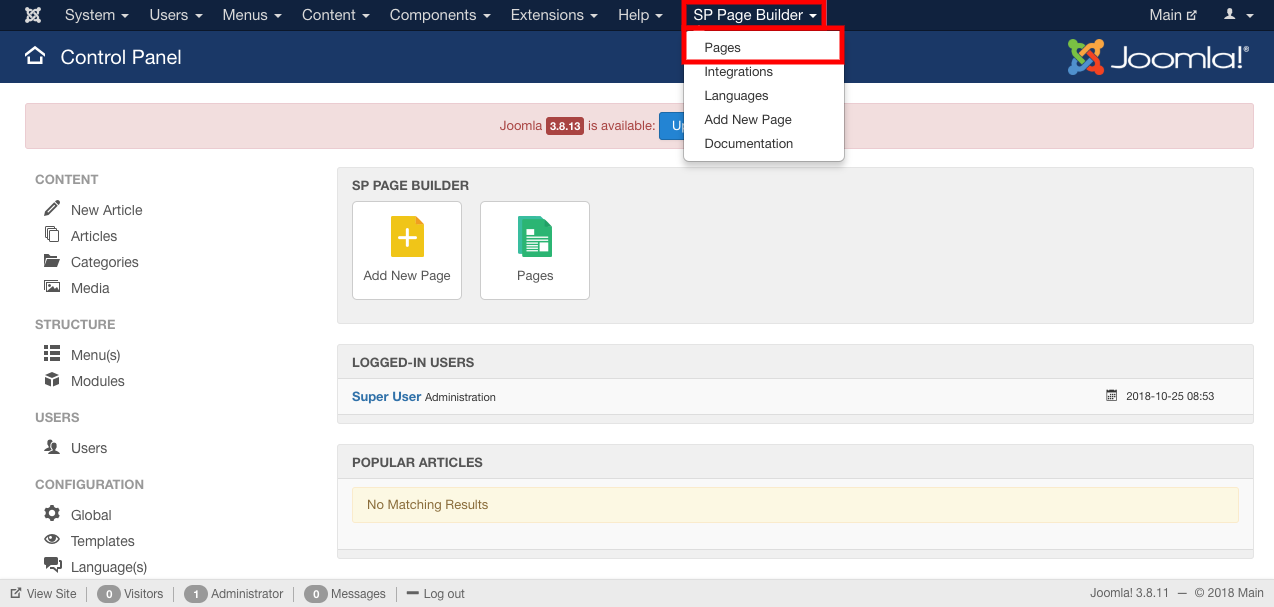 System Users Menus Content Components Extensions Help SP Page Builder Main
Control Panel
Joomla!®
Pages
Integrations
Languages
Add New Page
Documentation
Joomla 3.8.13 is available:
CONTENT
New Article
Articles
Categories
Media
STRUCTURE
Menu(s)
Modules
USERS
Users
CONFIGURATION
Global
Templates
Language(s)
SP PAGE BUILDER
Add New Page
Pages
LOGGED-IN USERS
Super User Administration 2018-10-25 08:53
POPULAR ARTICLES
No Matching Results
View Site 0 Visitors 1 Administrator 0 Messages Log out Joomla! 3.8.11 — © 2018 Main